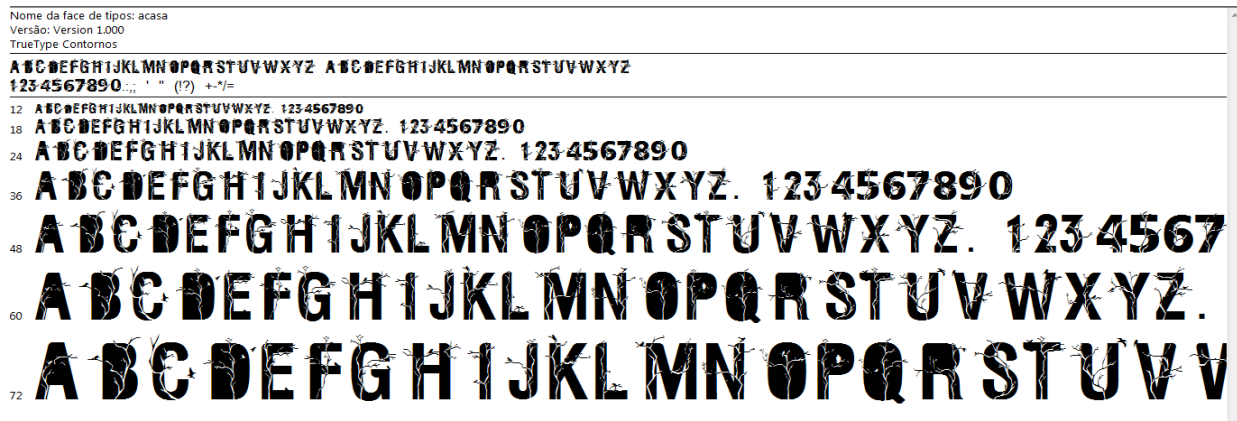 Nome da face de tipos: acasa
Versão: Version 1.000
TrueType Contornos
ABCDEFGHIJKLMNOPQRSTUVWXYZ ABCDEFGHIJKLMNOPQRSTUVWXYZ
1234567890.:,; ' " (!?) +-*/=
12 ABCDEFGHIJKLMNOPQRSTUVWXYZ. 1234567890
18 ABCDEFGHIJKLMNOPQRSTUVWXYZ. 1234567890
24 ABCDEFGHIJKLMNOPQRSTUVWXYZ. 1234567890
36 ABCDEFGHIJKLMNOPQRSTUVWXYZ. 1234567890
48 ABCDEFGHIJKLMNOPQRSTUVWXYZ. 1234567
60 ABCDEFGHIJKLMNOPQRSTUVWXYZ.
72 ABCDEFGHIJKLMNOPQRSTUVV